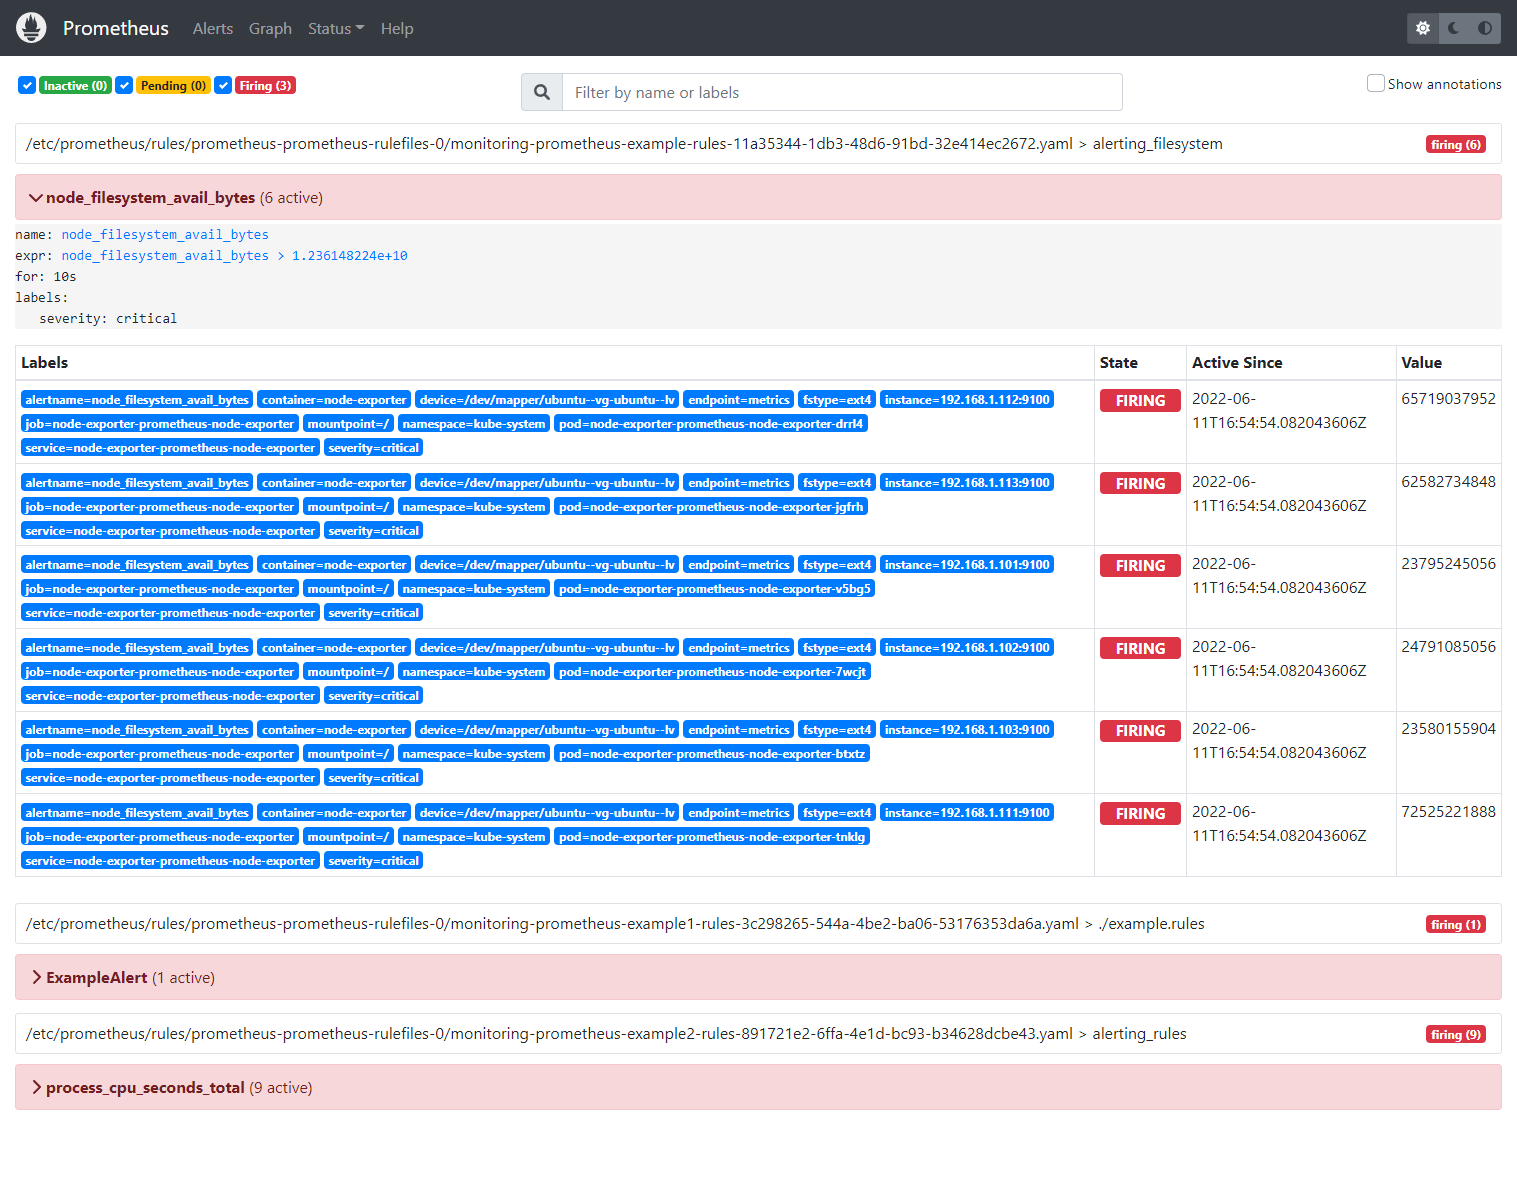 Prometheus Alerts Graph Status Help
Inactive (0) Pending (0) Firing (3) Filter by name or labels Show annotations
/etc/prometheus/rules/prometheus-prometheus-rulefiles-0/monitoring-prometheus-example-rules-11a35344-1db3-48d6-91bd-32e414ec2672.yaml > alerting_filesystem firing (6)
node_filesystem_avail_bytes (6 active)
name: node_filesystem_avail_bytes
expr: node_filesystem_avail_bytes > 1.236148224e+10
for: 10s
labels:
severity: critical
Labels State Active Since Value
alertname=node_filesystem_avail_bytes container=node-exporter device=/dev/mapper/ubuntu--vg-ubuntu--lv endpoint=metrics fstype=ext4 instance=192.168.1.112:9100 FIRING 2022-06- 65719037952
job=node-exporter-prometheus-node-exporter mountpoint=/ namespace=kube-system pod=node-exporter-prometheus-node-exporter-drrl4 11T16:54:54.082043606Z
service=node-exporter-prometheus-node-exporter severity=critical
alertname=node_filesystem_avail_bytes container=node-exporter device=/dev/mapper/ubuntu--vg-ubuntu--lv endpoint=metrics fstype=ext4 instance=192.168.1.113:9100 FIRING 2022-06- 62582734848
job=node-exporter-prometheus-node-exporter mountpoint=/ namespace=kube-system pod=node-exporter-prometheus-node-exporter-jgfrh 11T16:54:54.082043606Z
service=node-exporter-prometheus-node-exporter severity=critical
alertname=node_filesystem_avail_bytes container=node-exporter device=/dev/mapper/ubuntu--vg-ubuntu--lv endpoint=metrics fstype=ext4 instance=192.168.1.101:9100 FIRING 2022-06- 23795245056
job=node-exporter-prometheus-node-exporter mountpoint=/ namespace=kube-system pod=node-exporter-prometheus-node-exporter-v5bg5 11T16:54:54.082043606Z
service=node-exporter-prometheus-node-exporter severity=critical
alertname=node_filesystem_avail_bytes container=node-exporter device=/dev/mapper/ubuntu--vg-ubuntu--lv endpoint=metrics fstype=ext4 instance=192.168.1.102:9100 FIRING 2022-06- 24791085056
job=node-exporter-prometheus-node-exporter mountpoint=/ namespace=kube-system pod=node-exporter-prometheus-node-exporter-7wcjt 11T16:54:54.082043606Z
service=node-exporter-prometheus-node-exporter severity=critical
alertname=node_filesystem_avail_bytes container=node-exporter device=/dev/mapper/ubuntu--vg-ubuntu--lv endpoint=metrics fstype=ext4 instance=192.168.1.103:9100 FIRING 2022-06- 23580155904
job=node-exporter-prometheus-node-exporter mountpoint=/ namespace=kube-system pod=node-exporter-prometheus-node-exporter-btxtz 11T16:54:54.082043606Z
service=node-exporter-prometheus-node-exporter severity=critical
alertname=node_filesystem_avail_bytes container=node-exporter device=/dev/mapper/ubuntu--vg-ubuntu--lv endpoint=metrics fstype=ext4 instance=192.168.1.111:9100 FIRING 2022-06- 72525221888
job=node-exporter-prometheus-node-exporter mountpoint=/ namespace=kube-system pod=node-exporter-prometheus-node-exporter-tnklg 11T16:54:54.082043606Z
service=node-exporter-prometheus-node-exporter severity=critical
/etc/prometheus/rules/prometheus-prometheus-rulefiles-0/monitoring-prometheus-example1-rules-3c298265-544a-4be2-ba06-53176353da6a.yaml > ./example.rules firing (1)
ExampleAlert (1 active)
/etc/prometheus/rules/prometheus-prometheus-rulefiles-0/monitoring-prometheus-example2-rules-891721e2-6ffa-4e1d-bc93-b34628dcbe43.yaml > alerting_rules firing (9)
process_cpu_seconds_total (9 active)